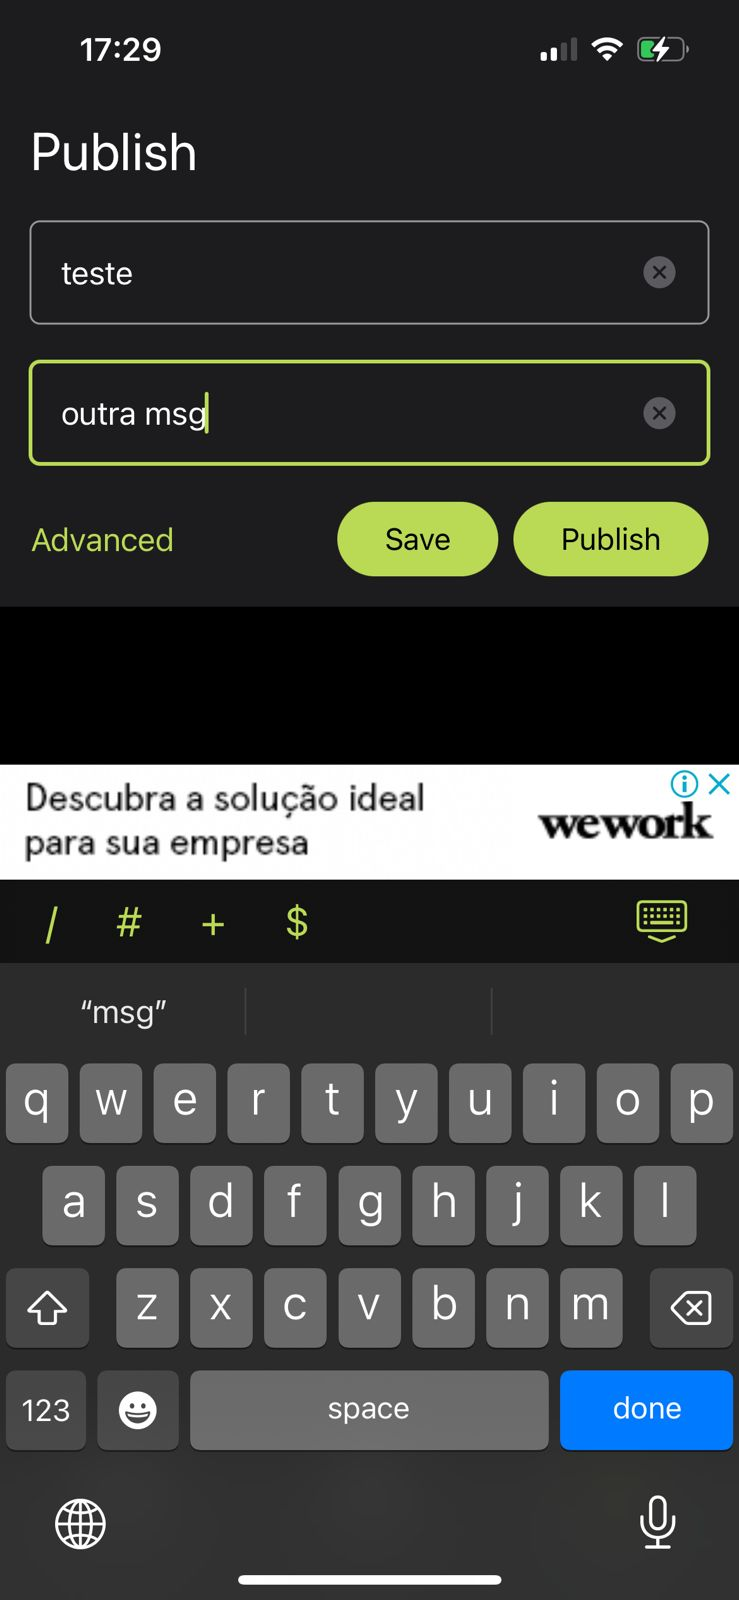 17:29
Publish
teste
outra msg
Advanced
Save
Publish
Descubra a solução ideal
para sua empresa
wework
/ # + $
“msg”
q w e r t y u i o p
a s d f g h j k l
z x c v b n m
123
space
done